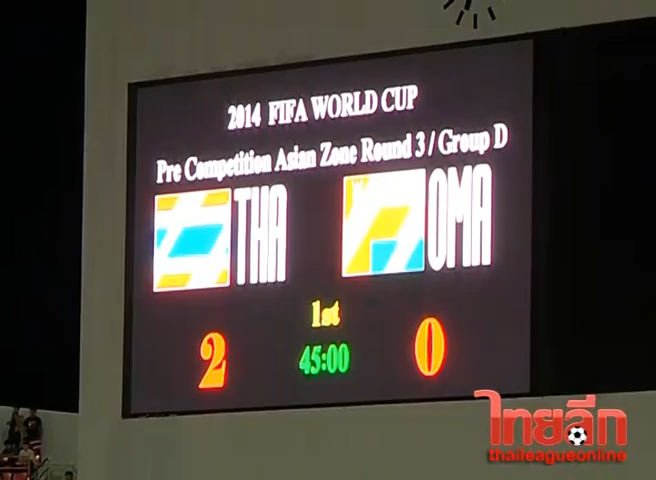 2014 FIFA WORLD CUP
Pre Competition Asian Zone Round 3 / Group D
THA OMA
1st
2 45:00 0
ไทยลีก
thaileagueonline